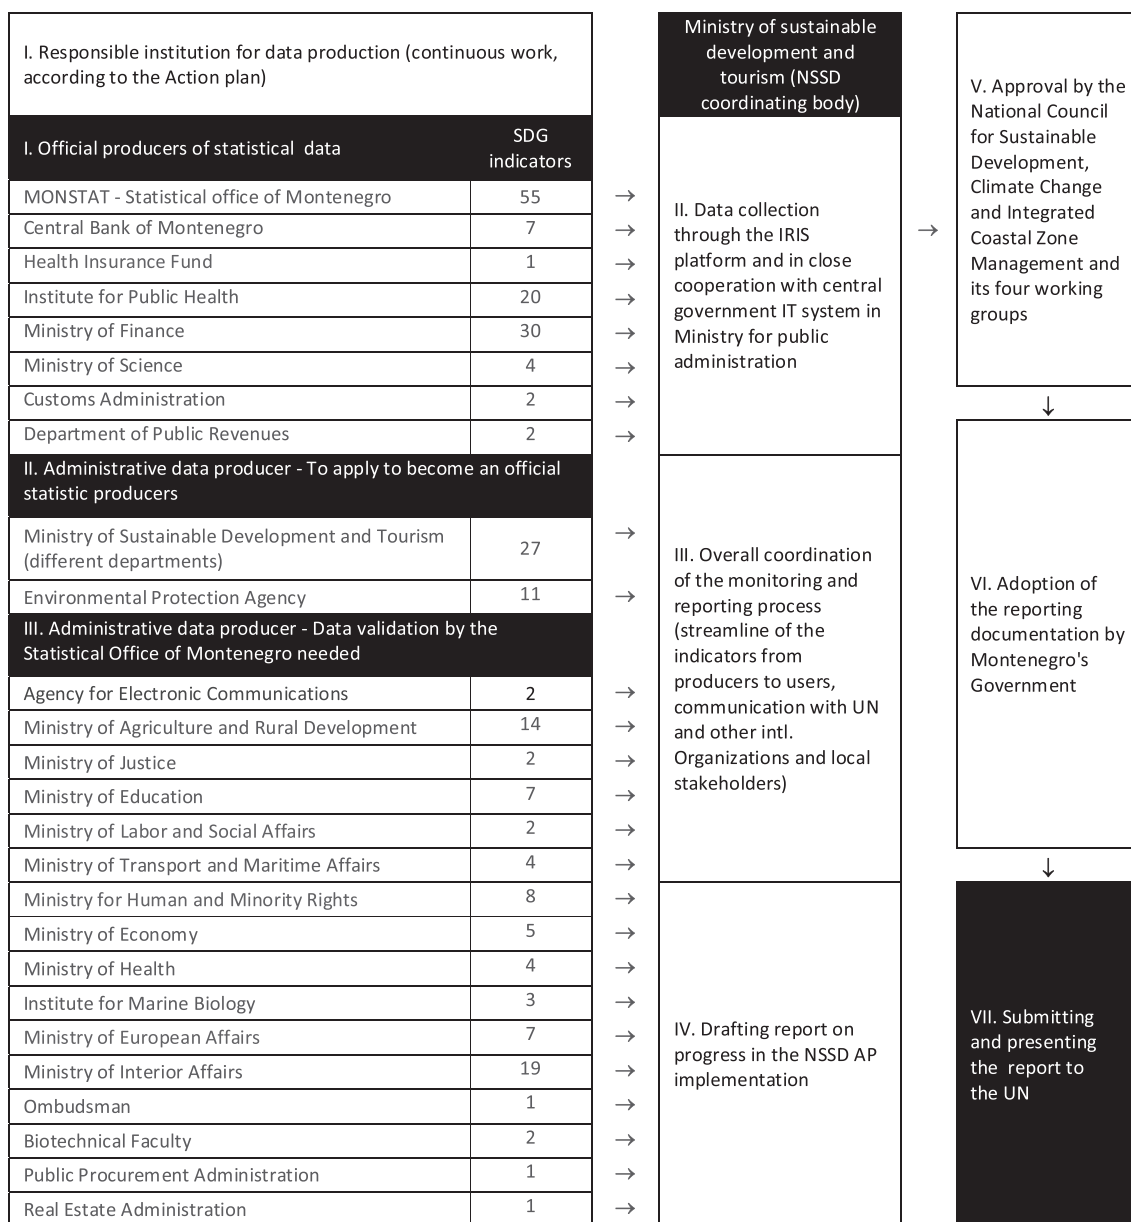 I. Responsible institution for data production (continuous work,
according to the Action plan)
I. Official producers of statistical data
SDG
indicators
MONSTAT - Statistical office of Montenegro 55 →
Central Bank of Montenegro 7 →
Health Insurance Fund 1 →
Institute for Public Health 20 →
Ministry of Finance 30 →
Ministry of Science 4 →
Customs Administration 2 →
Department of Public Revenues 2 →
II. Administrative data producer - To apply to become an official
statistic producers
Ministry of Sustainable Development and Tourism
(different departments)
27 →
Environmental Protection Agency 11 →
III. Administrative data producer - Data validation by the
Statistical Office of Montenegro needed
Agency for Electronic Communications 2 →
Ministry of Agriculture and Rural Development 14 →
Ministry of Justice 2 →
Ministry of Education 7 →
Ministry of Labor and Social Affairs 2 →
Ministry of Transport and Maritime Affairs 4 →
Ministry for Human and Minority Rights 8 →
Ministry of Economy 5 →
Ministry of Health 4 →
Institute for Marine Biology 3 →
Ministry of European Affairs 7 →
Ministry of Interior Affairs 19 →
Ombudsman 1 →
Biotechnical Faculty 2 →
Public Procurement Administration 1 →
Real Estate Administration 1 →
Ministry of sustainable
development and
tourism (NSSD
coordinating body)
II. Data collection
through the IRIS
platform and in close
cooperation with central
government IT system in
Ministry for public
administration
III. Overall coordination
of the monitoring and
reporting process
(streamline of the
indicators from
producers to users,
communication with UN
and other intl.
Organizations and local
stakeholders)
IV. Drafting report on
progress in the NSSD AP
implementation
→
V. Approval by the
National Council
for Sustainable
Development,
Climate Change
and Integrated
Coastal Zone
Management and
its four working
groups
↓
VI. Adoption of
the reporting
documentation by
Montenegro's
Government
↓
VII. Submitting
and presenting
the report to
the UN